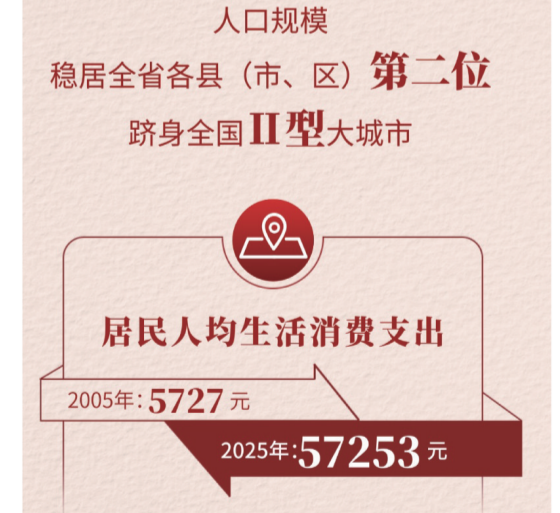 人口规模
稳居全省各县（市、区）第二位
跻身全国Ⅱ型大城市
居民人均生活消费支出
2005年：5727元
2025年：57253元